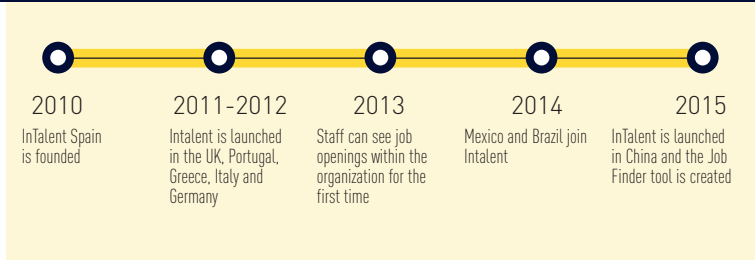 2010
InTalent Spain
is founded
2011-2012
Intalent is launched
in the UK, Portugal,
Greece, Italy and
Germany
2013
Staff can see job
openings within the
organization for the
first time
2014
Mexico and Brazil join
Intalent
2015
InTalent is launched
in China and the Job
Finder tool is created